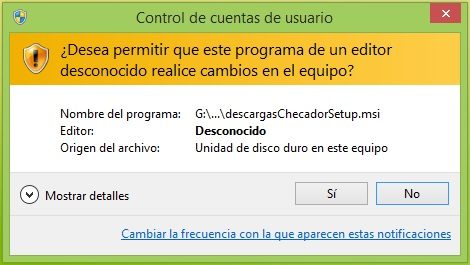 Control de cuentas de usuario
¿Desea permitir que este programa de un editor
desconocido realice cambios en el equipo?
Nombre del programa: G:\...\descargasChecadorSetup.msi
Editor: Desconocido
Origen del archivo: Unidad de disco duro en este equipo
Mostrar detalles Sí No
Cambiar la frecuencia con la que aparecen estas notificaciones